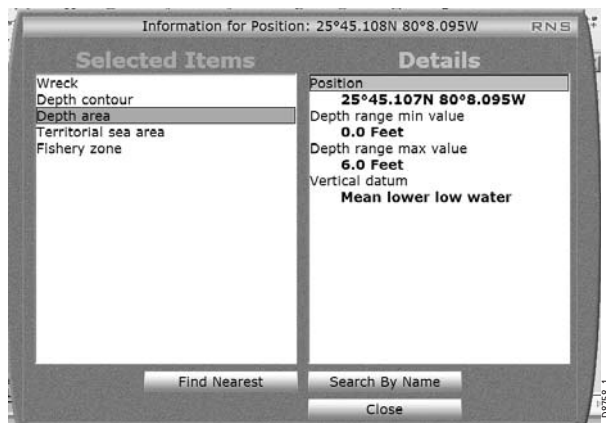 Information for Position: 25°45.108N 80°8.095W RNS
Selected Items
Details
Wreck
Depth contour
Depth area
Territorial sea area
Fishery zone
Position
25°45.107N 80°8.095W
Depth range min value
0.0 Feet
Depth range max value
6.0 Feet
Vertical datum
Mean lower low water
Find Nearest
Search By Name
Close
D8758_1